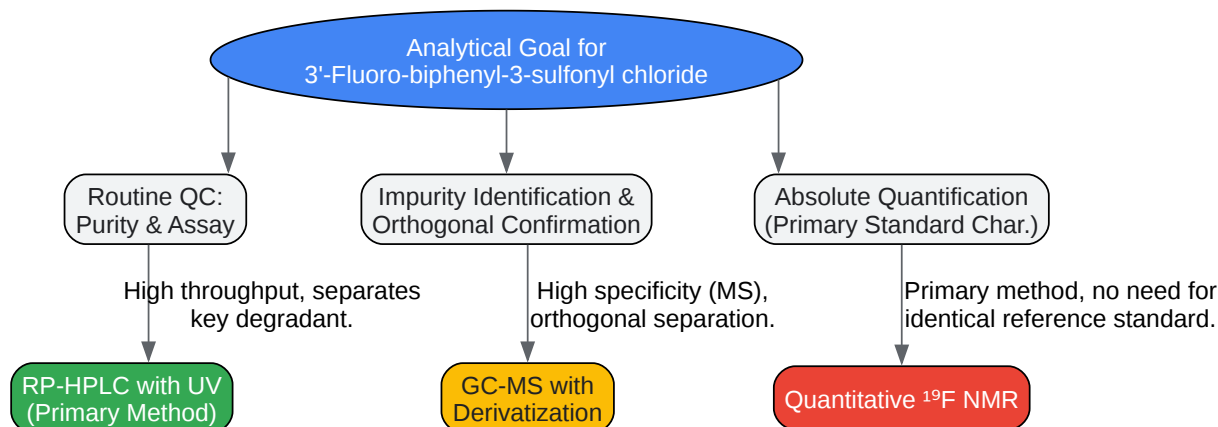 Analytical Goal for
3'-Fluoro-biphenyl-3-sulfonyl chloride
Routine QC:
Purity & Assay
Impurity Identification &
Orthogonal Confirmation
Absolute Quantification
(Primary Standard Char.)
High throughput, separates
key degradant.
High specificity (MS),
orthogonal separation.
Primary method, no need for
identical reference standard.
RP-HPLC with UV
(Primary Method)
GC-MS with
Derivatization
Quantitative ¹⁹F NMR